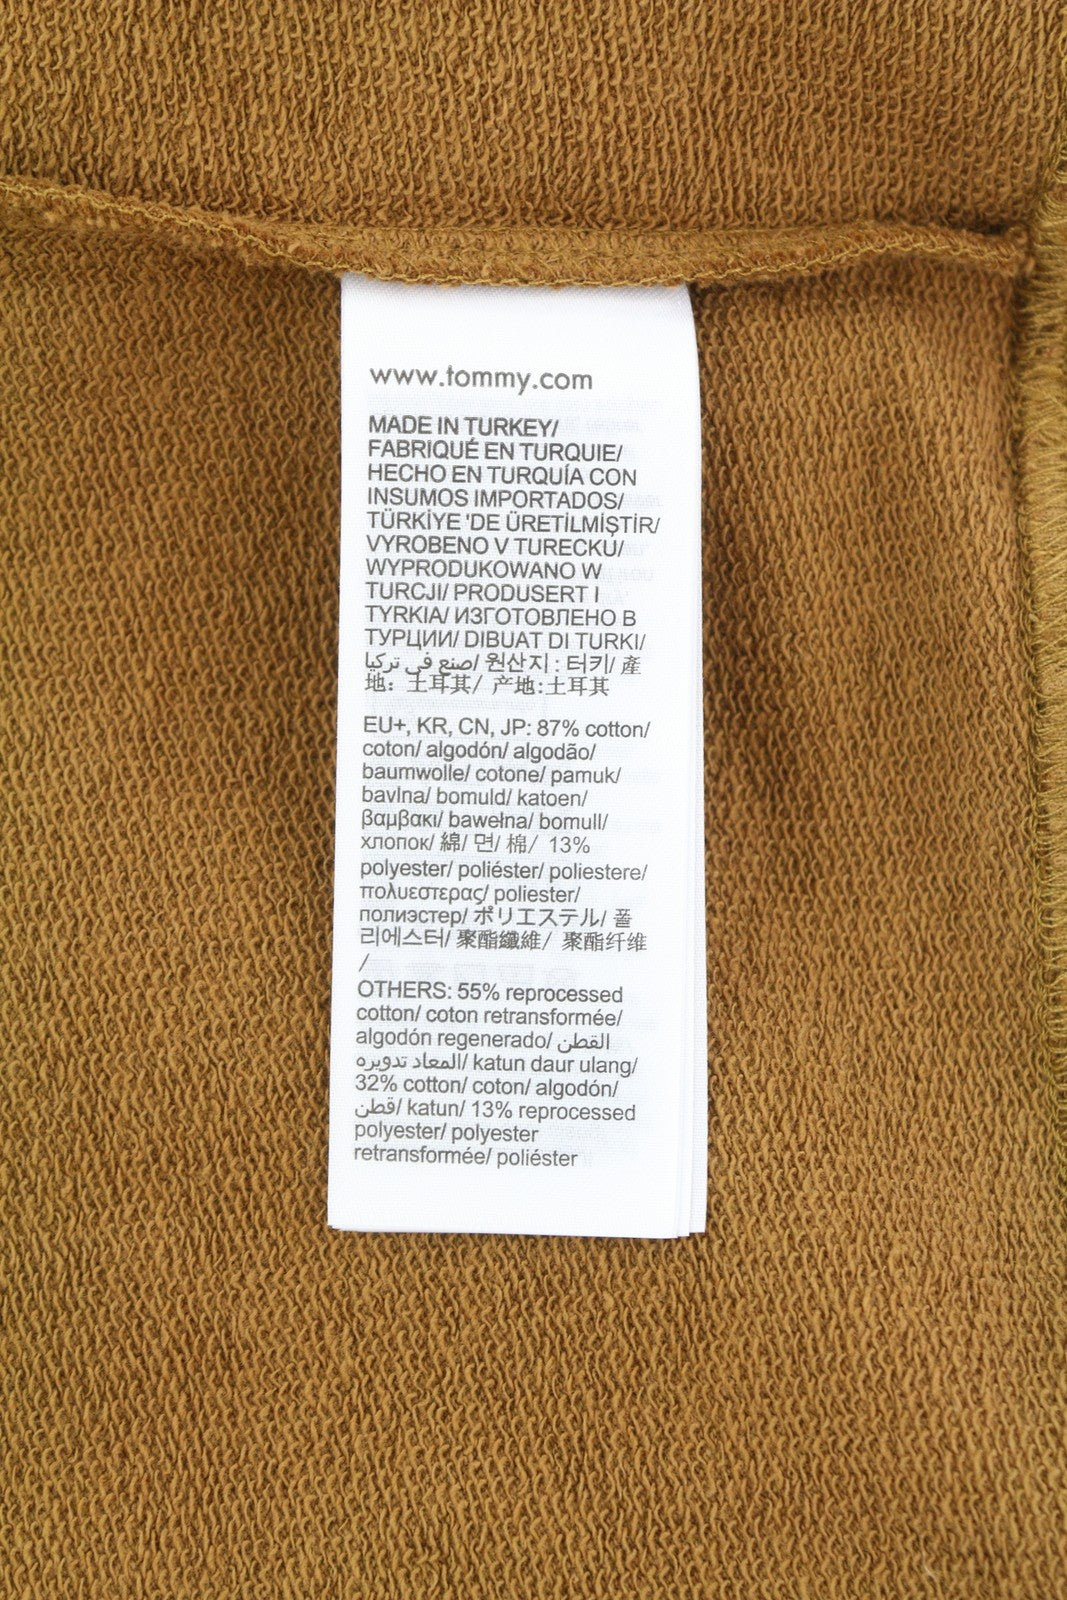 www.tommy.com
MADE IN TURKEY/
FABRIQUÉ EN TURQUIE/
HECHO EN TURQUÍA CON
INSUMOS IMPORTADOS/
TÜRKİYE 'DE ÜRETİLMİŞTİR/
VYROBENO V TURECKU/
WYPRODUKOWANO W
TURCJI/ PRODUSERT I
TYRKIA/ ИЗГОТОВЛЕНО В
ТУРЦИИ/ DIBUAT DI TURKI/
صنع في تركيا/ 원산지 : 터키/ 產
地: 土耳其/ 产地:土耳其
EU+, KR, CN, JP: 87% cotton/
coton/ algodón/ algodão/
baumwolle/ cotone/ pamuk/
bavlna/ bomuld/ katoen/
βαμβακι/ bawełna/ bomull/
хлопок/ 綿/ 면/ 棉/ 13%
polyester/ poliéster/ poliestere/
πολυεστερας/ poliester/
полиэстер/ ポリエステル/ 폴
리에스터/ 聚酯纖維/ 聚酯纤维
/
OTHERS: 55% reprocessed
cotton/ coton retransformée/
algodón regenerado/ القطن
المعاد تدويره/ katun daur ulang/
32% cotton/ coton/ algodón/
قطن/ katun/ 13% reprocessed
polyester/ polyester
retransformée/ poliéster